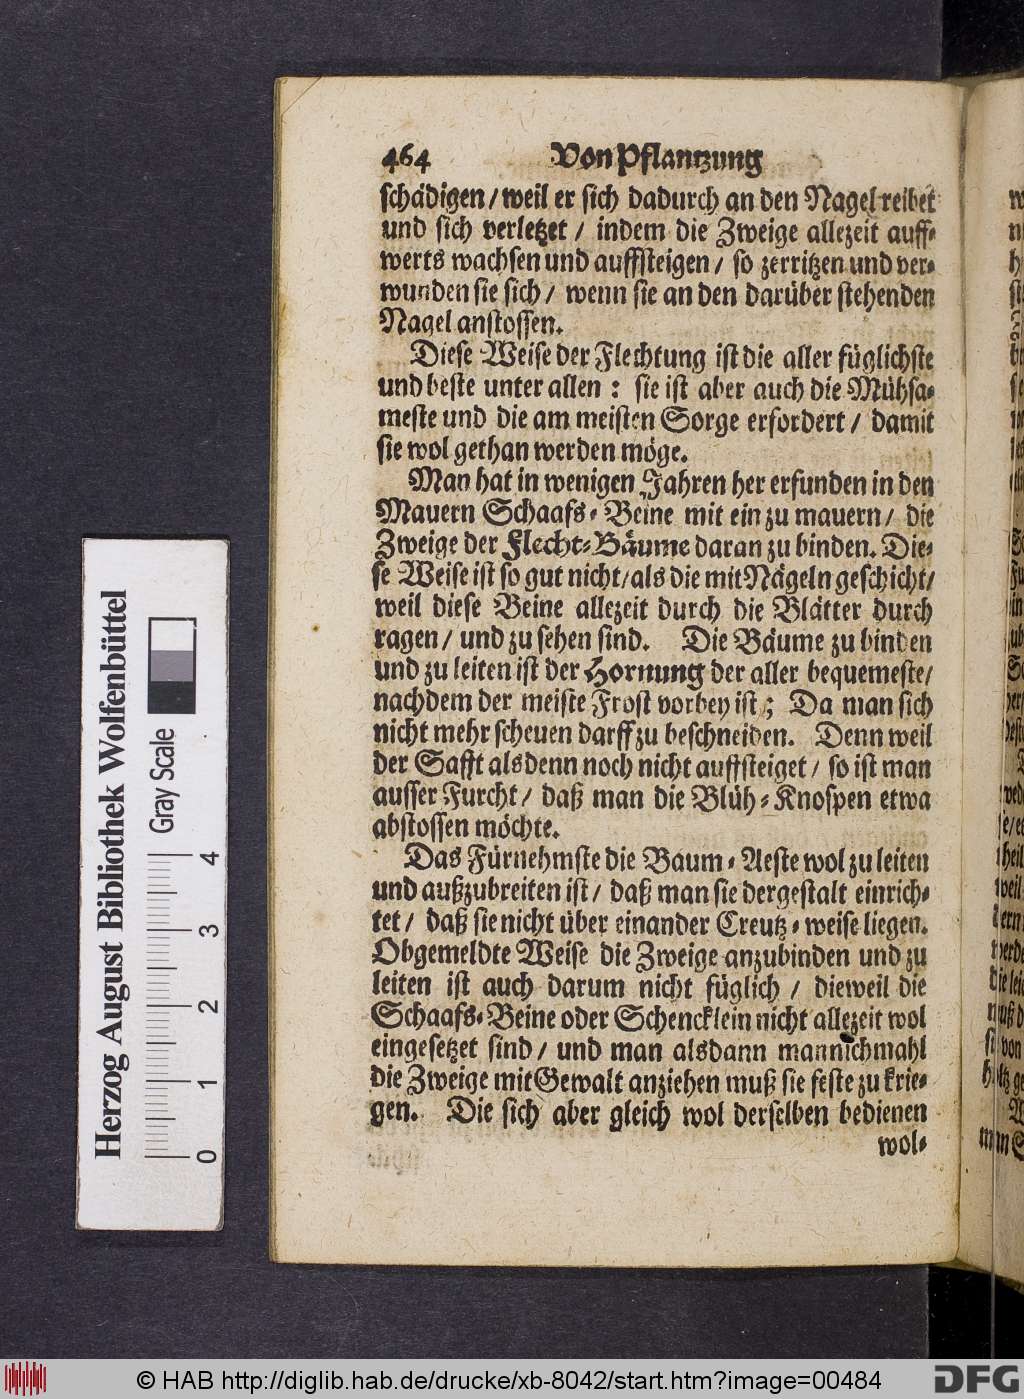 464 Von Pflantzung
schädigen / weil er sich dadurch an den Nagel reibet
und sich verletzet / indem die Zweige allezeit auff-
werts wachsen und auffsteigen / so zerritzen und ver-
wunden sie sich / wenn sie an den darüber stehenden
Nagel anstossen.
Diese Weise der Flechtung ist die aller füglichste
und beste unter allen : sie ist aber auch die Mühsa-
meste und die am meisten Sorge erfordert / damit
sie wol gethan werden möge.
Man hat in wenigen Jahren her erfunden in den
Mauern Schaafs-Beine mit ein zu mauern / die
Zweige der Flecht-Bäume daran zu binden. Die-
se Weise ist so gut nicht / als die mit Nägeln geschicht /
weil diese Beine allezeit durch die Blätter durch
ragen / und zu sehen sind. Die Bäume zu binden
und zu leiten ist der Hornung der aller bequemeste /
nachdem der meiste Frost vorbey ist ; Da man sich
nicht mehr scheuen darff zu beschneiden. Denn weil
der Safft alsdenn noch nicht auffsteiget / so ist man
ausser Furcht / daß man die Blüh-Knospen etwa
abstossen möchte.
Das Fürnehmste die Baum-Aeste wol zu leiten
und außzubreiten ist / daß man sie dergestalt einrich-
tet / daß sie nicht über einander Creutz-weise liegen.
Obgemeldte Weise die Zweige anzubinden und zu
leiten ist auch darum nicht füglich / dieweil die
Schaafs-Beine oder Schencklein nicht allezeit wol
eingesetzet sind / und man alsdann mannichmahl
die Zweige mit Gewalt anziehen muß sie feste zu krie-
gen. Die sich aber gleich wol derselben bedienen
wol-
Herzog August Bibliothek Wolfenbüttel
Gray Scale
0 1 2 3 4
© HAB http://diglib.hab.de/drucke/xb-8042/start.htm?image=00484
DFG